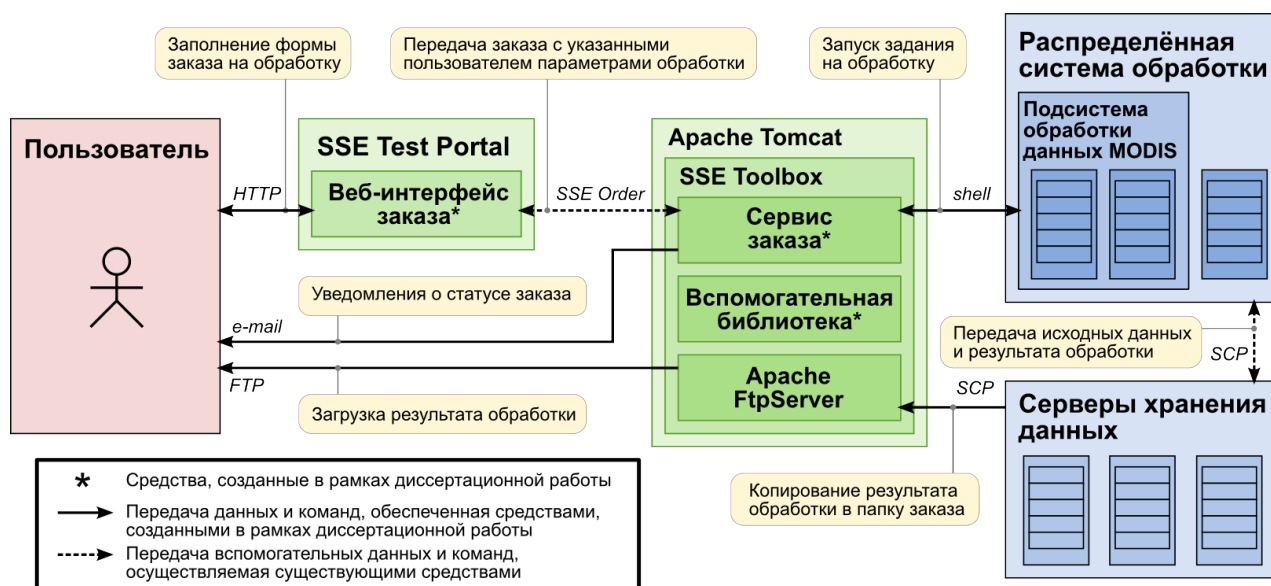 Заполнение формы
заказа на обработку
Передача заказа с указанными
пользователем параметрами обработки
Запуск задания
на обработку
Распределённая
система обработки
Подсистема
обработки
данных MODIS
Пользователь
SSE Test Portal
Веб-интерфейс
заказа*
HTTP
SSE Order
Apache Tomcat
SSE Toolbox
Сервис
заказа*
shell
Уведомления о статусе заказа
e-mail
Вспомогательная
библиотека*
Передача исходных данных
и результата обработки
SCP
FTP
Загрузка результата обработки
Apache
FtpServer
SCP
Серверы хранения
данных
Копирование результата
обработки в папку заказа
* Средства, созданные в рамках диссертационной работы
Передача данных и команд, обеспеченная средствами,
созданными в рамках диссертационной работы
Передача вспомогательных данных и команд,
осуществляемая существующими средствами